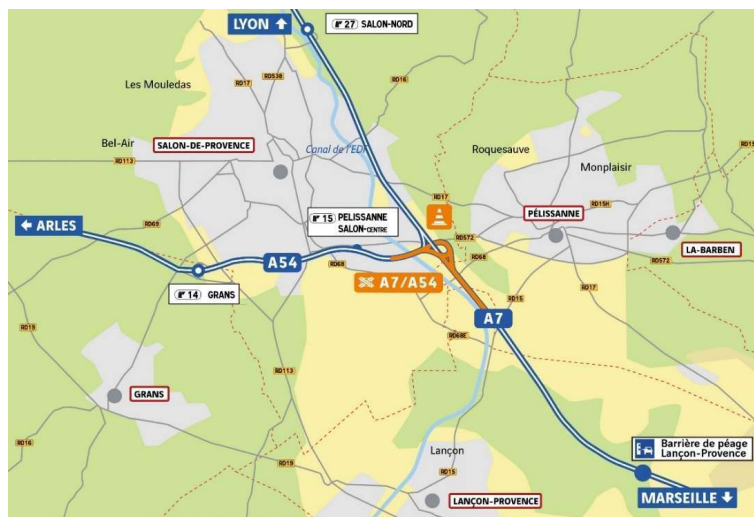 LYON
27 SALON-NORD
RD538
RD17
RD16
Les Mouledas
Bel-Air
SALON-DE-PROVENCE
Canal de l'EDF
Roquesauve
Monplaisir
RD113
RD17
RD15H
15 PELISSANNE
SALON-CENTRE
PÉLISSANNE
ARLES
RD69
RD572
LA-BARBEN
A54
RD68
RD68
RD572
14 GRANS
A7/A54
RD15
RD17
A7
RD19
RD68E
RD113
GRANS
RD16
RD19
Lançon
RD15
Barrière de péage
Lançon-Provence
LANÇON-PROVENCE
MARSEILLE